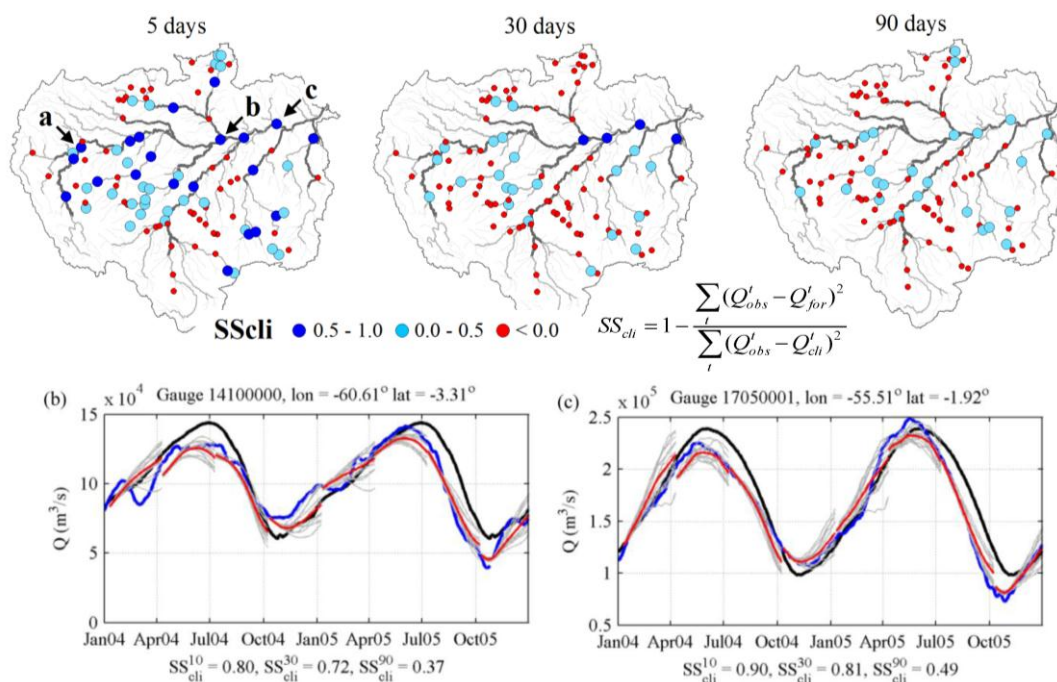 5 days
30 days
90 days
a
b
c
SScli 0.5 - 1.0 0.0 - 0.5 < 0.0
SS_cli = 1 - ∑_t (Q^t_obs - Q^t_for)^2 / ∑_t (Q^t_obs - Q^t_cli)^2
(b) x 10^4 Gauge 14100000, lon = -60.61° lat = -3.31°
15
10
5
0
Q (m^3/s)
Jan04 Apr04 Jul04 Oct04 Jan05 Apr05 Jul05 Oct05
SS^10_cli = 0.80, SS^30_cli = 0.72, SS^90_cli = 0.37
(c) x 10^5 Gauge 17050001, lon = -55.51° lat = -1.92°
2.5
2
1.5
1
0.5
Q (m^3/s)
Jan04 Apr04 Jul04 Oct04 Jan05 Apr05 Jul05 Oct05
SS^10_cli = 0.90, SS^30_cli = 0.81, SS^90_cli = 0.49